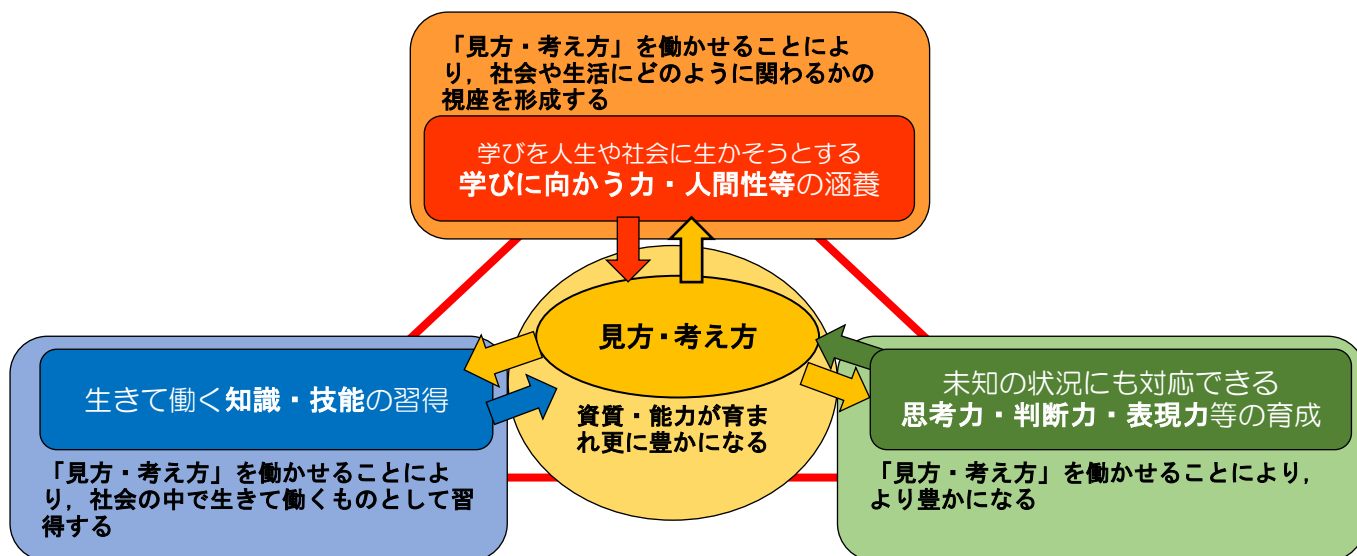 「見方・考え方」を働かせることによ
り，社会や生活にどのように関わるかの
視座を形成する
学びを人生や社会に生かそうとする
学びに向かう力・人間性等の涵養
見方・考え方
資質・能力が育ま
れ更に豊かになる
生きて働く知識・技能の習得
「見方・考え方」を働かせることによ
り，社会の中で生きて働くものとして習
得する
未知の状況にも対応できる
思考力・判断力・表現力等の育成
「見方・考え方」を働かせることにより，
より豊かになる